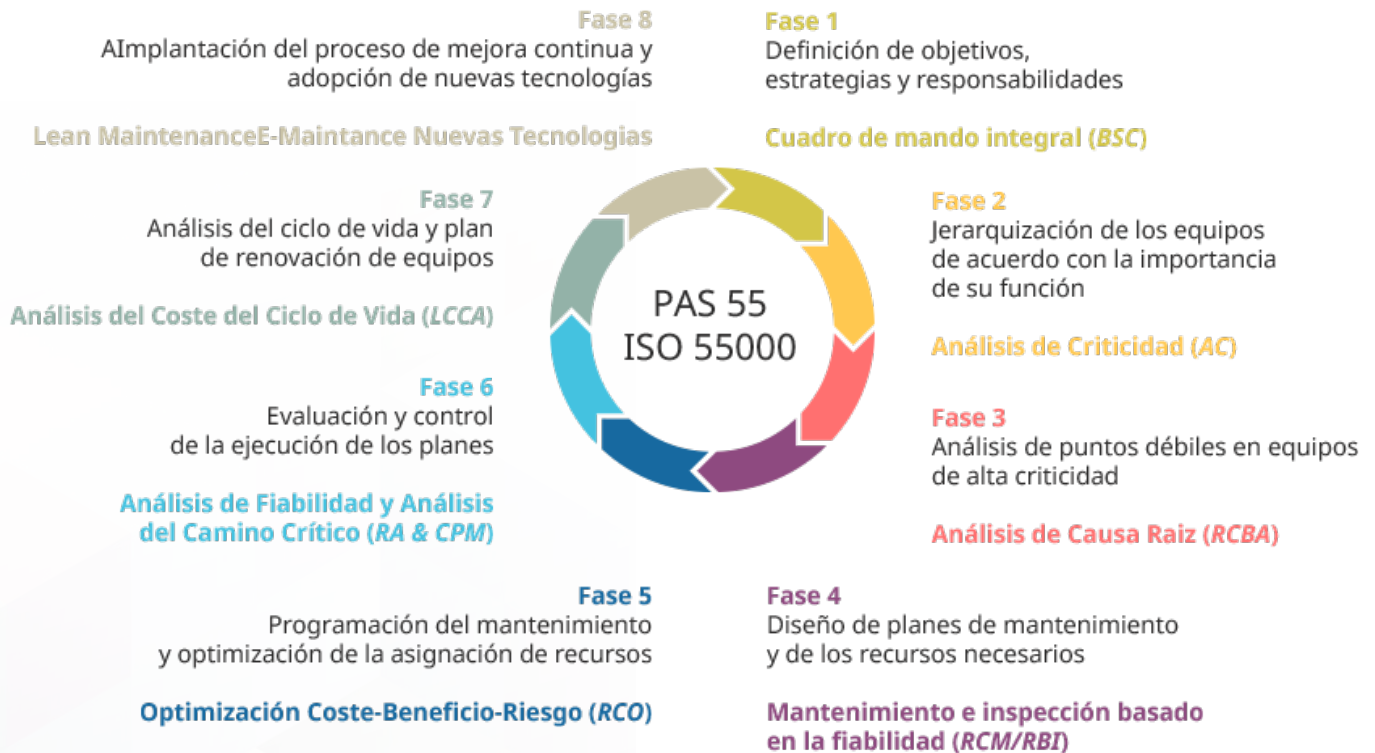 Fase 8
AImplantación del proceso de mejora continua y
adopción de nuevas tecnologías
Lean MaintenanceE-Maintance Nuevas Tecnologias
Fase 1
Definición de objetivos,
estrategias y responsabilidades
Cuadro de mando integral (BSC)
Fase 7
Análisis del ciclo de vida y plan
de renovación de equipos
Análisis del Coste del Ciclo de Vida (LCCA)
Fase 2
Jerarquización de los equipos
de acuerdo con la importancia
de su función
Análisis de Criticidad (AC)
PAS 55
ISO 55000
Fase 6
Evaluación y control
de la ejecución de los planes
Análisis de Fiabilidad y Análisis
del Camino Crítico (RA & CPM)
Fase 3
Análisis de puntos débiles en equipos
de alta criticidad
Análisis de Causa Raiz (RCBA)
Fase 5
Programación del mantenimiento
y optimización de la asignación de recursos
Optimización Coste-Beneficio-Riesgo (RCO)
Fase 4
Diseño de planes de mantenimiento
y de los recursos necesarios
Mantenimiento e inspección basado
en la fiabilidad (RCM/RBI)